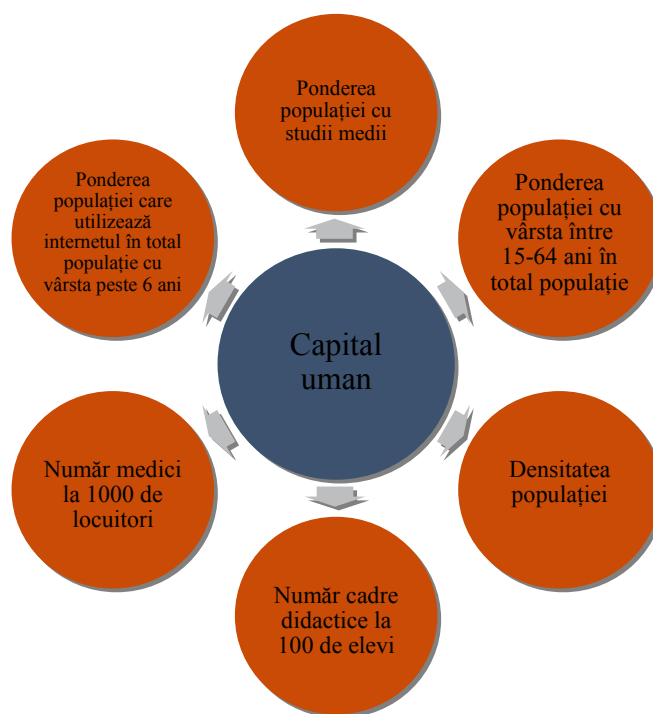 Ponderea
populației cu
studii medii
Ponderea
populației care
utilizează
internetul în total
populație cu
vârsta peste 6 ani
Ponderea
populației cu
vârsta între
15-64 ani în
total populație
Capital
uman
Număr medici
la 1000 de
locuitori
Densitatea
populației
Număr cadre
didactice la
100 de elevi